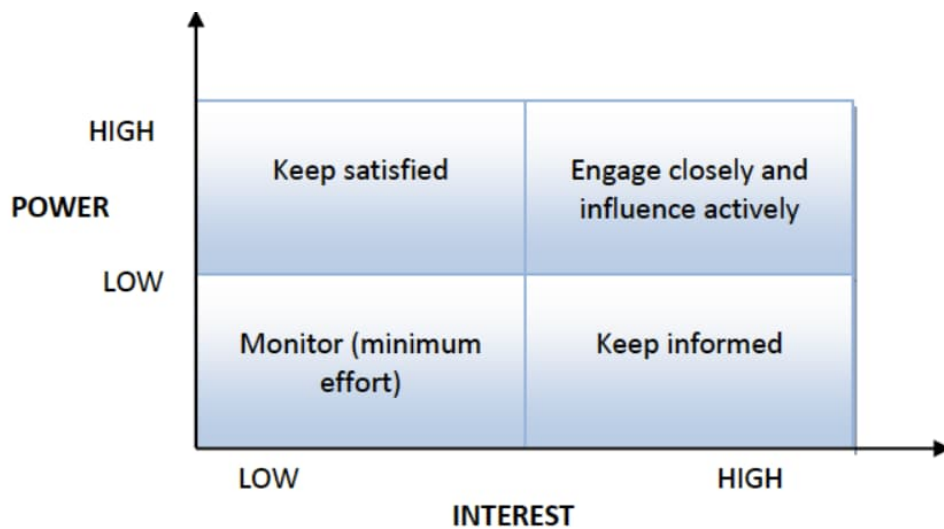 HIGH
Keep satisfied
Engage closely and
influence actively
POWER
LOW
Monitor (minimum
effort)
Keep informed
LOW
HIGH
INTEREST